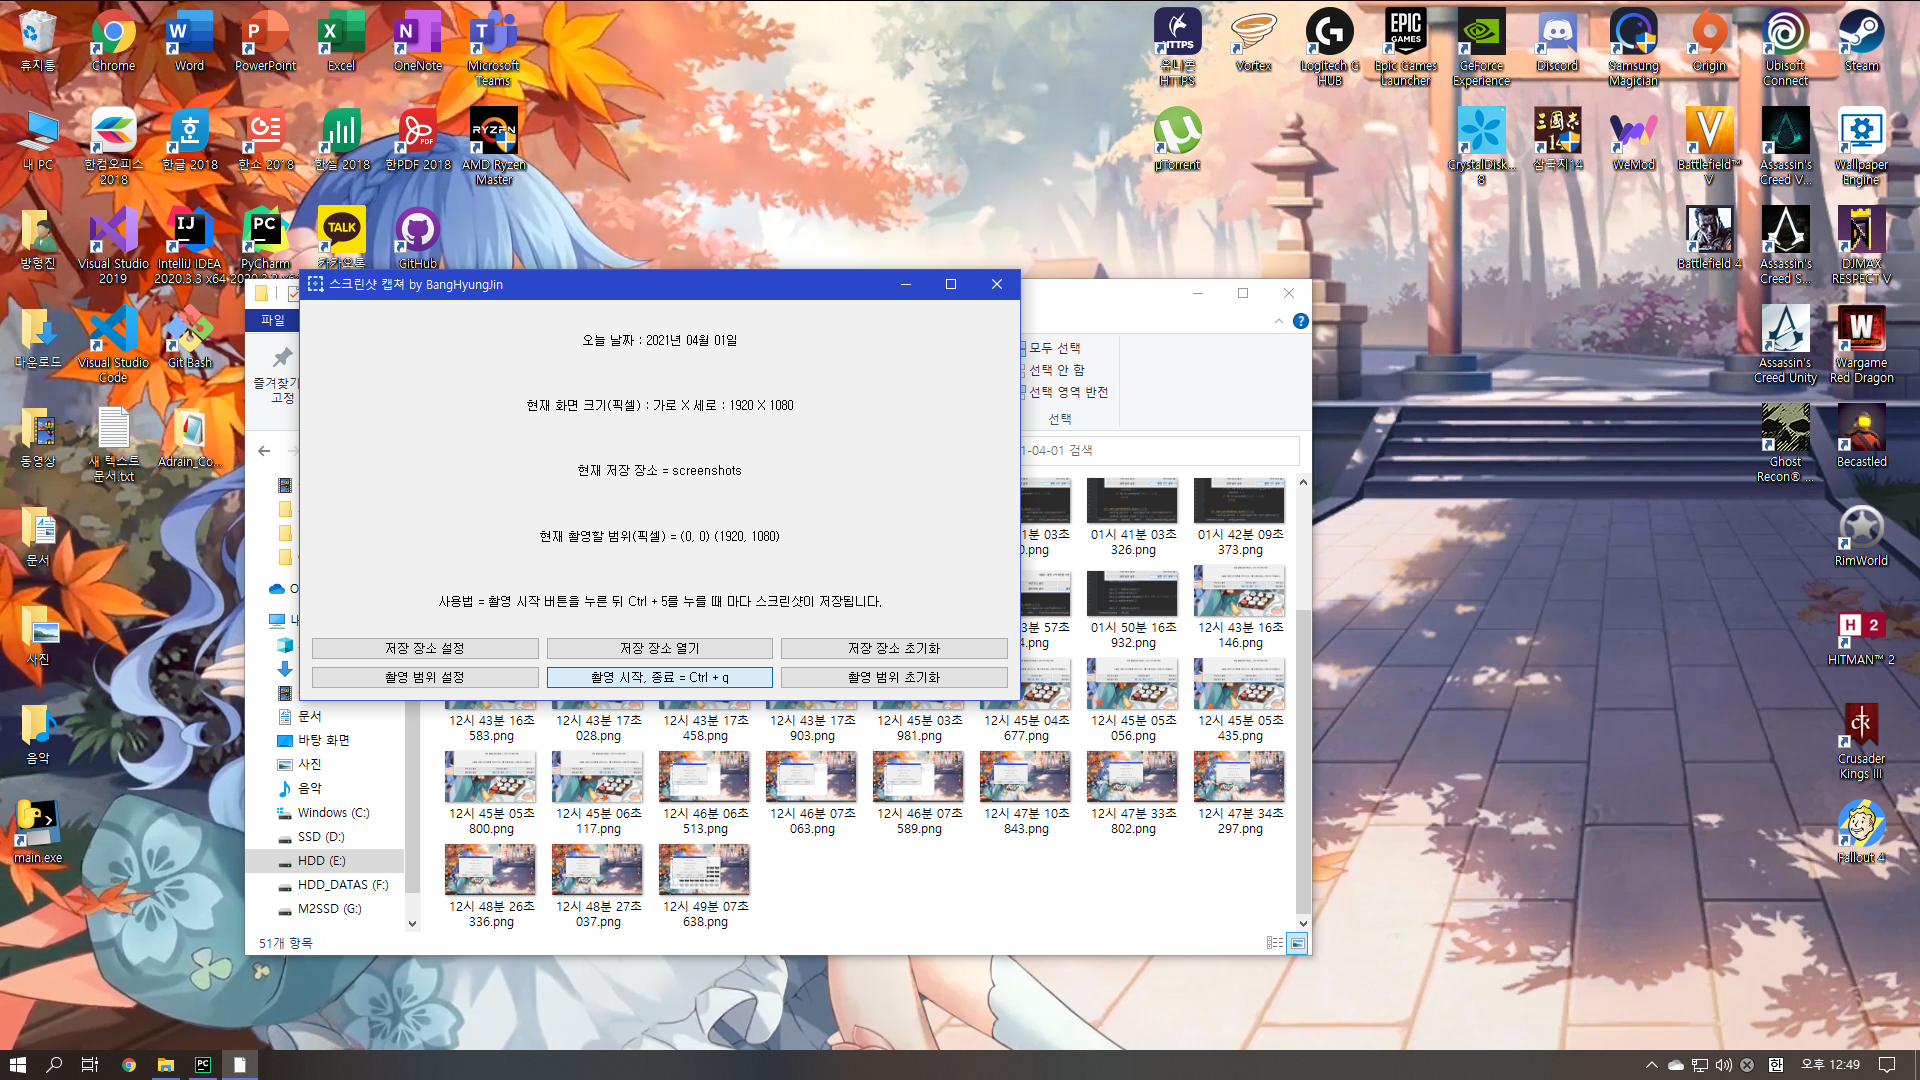 휴지통
Chrome
Word
PowerPoint
Excel
OneNote
Microsoft Teams
유니콘 HTTPS
Vortex
Logitech G HUB
Epic Games Launcher
GeForce Experience
Discord
Samsung Magician
Origin
Ubisoft Connect
Steam
내 PC
한컴오피스 2018
한글 2018
한쇼 2018
한셀 2018
한PDF 2018
AMD Ryzen Master
µTorrent
CrystalDisk... 8
삼국지14
WeMod
Battlefield™ V
Assassin's Creed V...
Wallpaper Engine
방형진
Visual Studio 2019
IntelliJ IDEA 2020.3.3 x64
PyCharm
카카오톡
GitHub
Battlefield 4
Assassin's Creed S...
DJMAX RESPECT V
다운로드
Visual Studio Code
Git Bash
Assassin's Creed Unity
Wargame Red Dragon
동영상
새 텍스트 문서.txt
Adrain_Co...
Ghost Recon® ...
Becastled
문서
RimWorld
사진
HITMAN™ 2
음악
Crusader Kings III
main.exe
Fallout 4
스크린샷 캡쳐 by BangHyungJin
오늘 날짜 : 2021년 04월 01일
현재 화면 크기(픽셀) : 가로 X 세로 : 1920 X 1080
현재 저장 장소 = screenshots
현재 촬영할 범위(픽셀) = (0, 0) (1920, 1080)
사용법 = 촬영 시작 버튼을 누른 뒤 Ctrl + 5를 누를 때 마다 스크린샷이 저장됩니다.
저장 장소 설정
저장 장소 열기
저장 장소 초기화
촬영 범위 설정
촬영 시작, 종료 = Ctrl + q
촬영 범위 초기화
파일
즐겨찾기
고정
모두 선택
선택 안 함
선택 영역 반전
선택
1-04-01 검색
문서
바탕 화면
사진
음악
Windows (C:)
SSD (D:)
HDD (E:)
HDD_DATAS (F:)
M2SSD (G:)
01시 41분 03초 326.png
01시 42분 09초 373.png
01시 50분 16초 932.png
12시 43분 16초 146.png
12시 43분 16초 583.png
12시 43분 17초 028.png
12시 43분 17초 458.png
12시 43분 17초 903.png
12시 45분 03초 981.png
12시 45분 04초 677.png
12시 45분 05초 056.png
12시 45분 05초 435.png
12시 45분 05초 800.png
12시 45분 06초 117.png
12시 46분 06초 513.png
12시 46분 07초 063.png
12시 46분 07초 589.png
12시 47분 10초 843.png
12시 47분 33초 802.png
12시 47분 34초 297.png
12시 48분 26초 336.png
12시 48분 27초 037.png
12시 49분 07초 638.png
51개 항목
한
오후 12:49